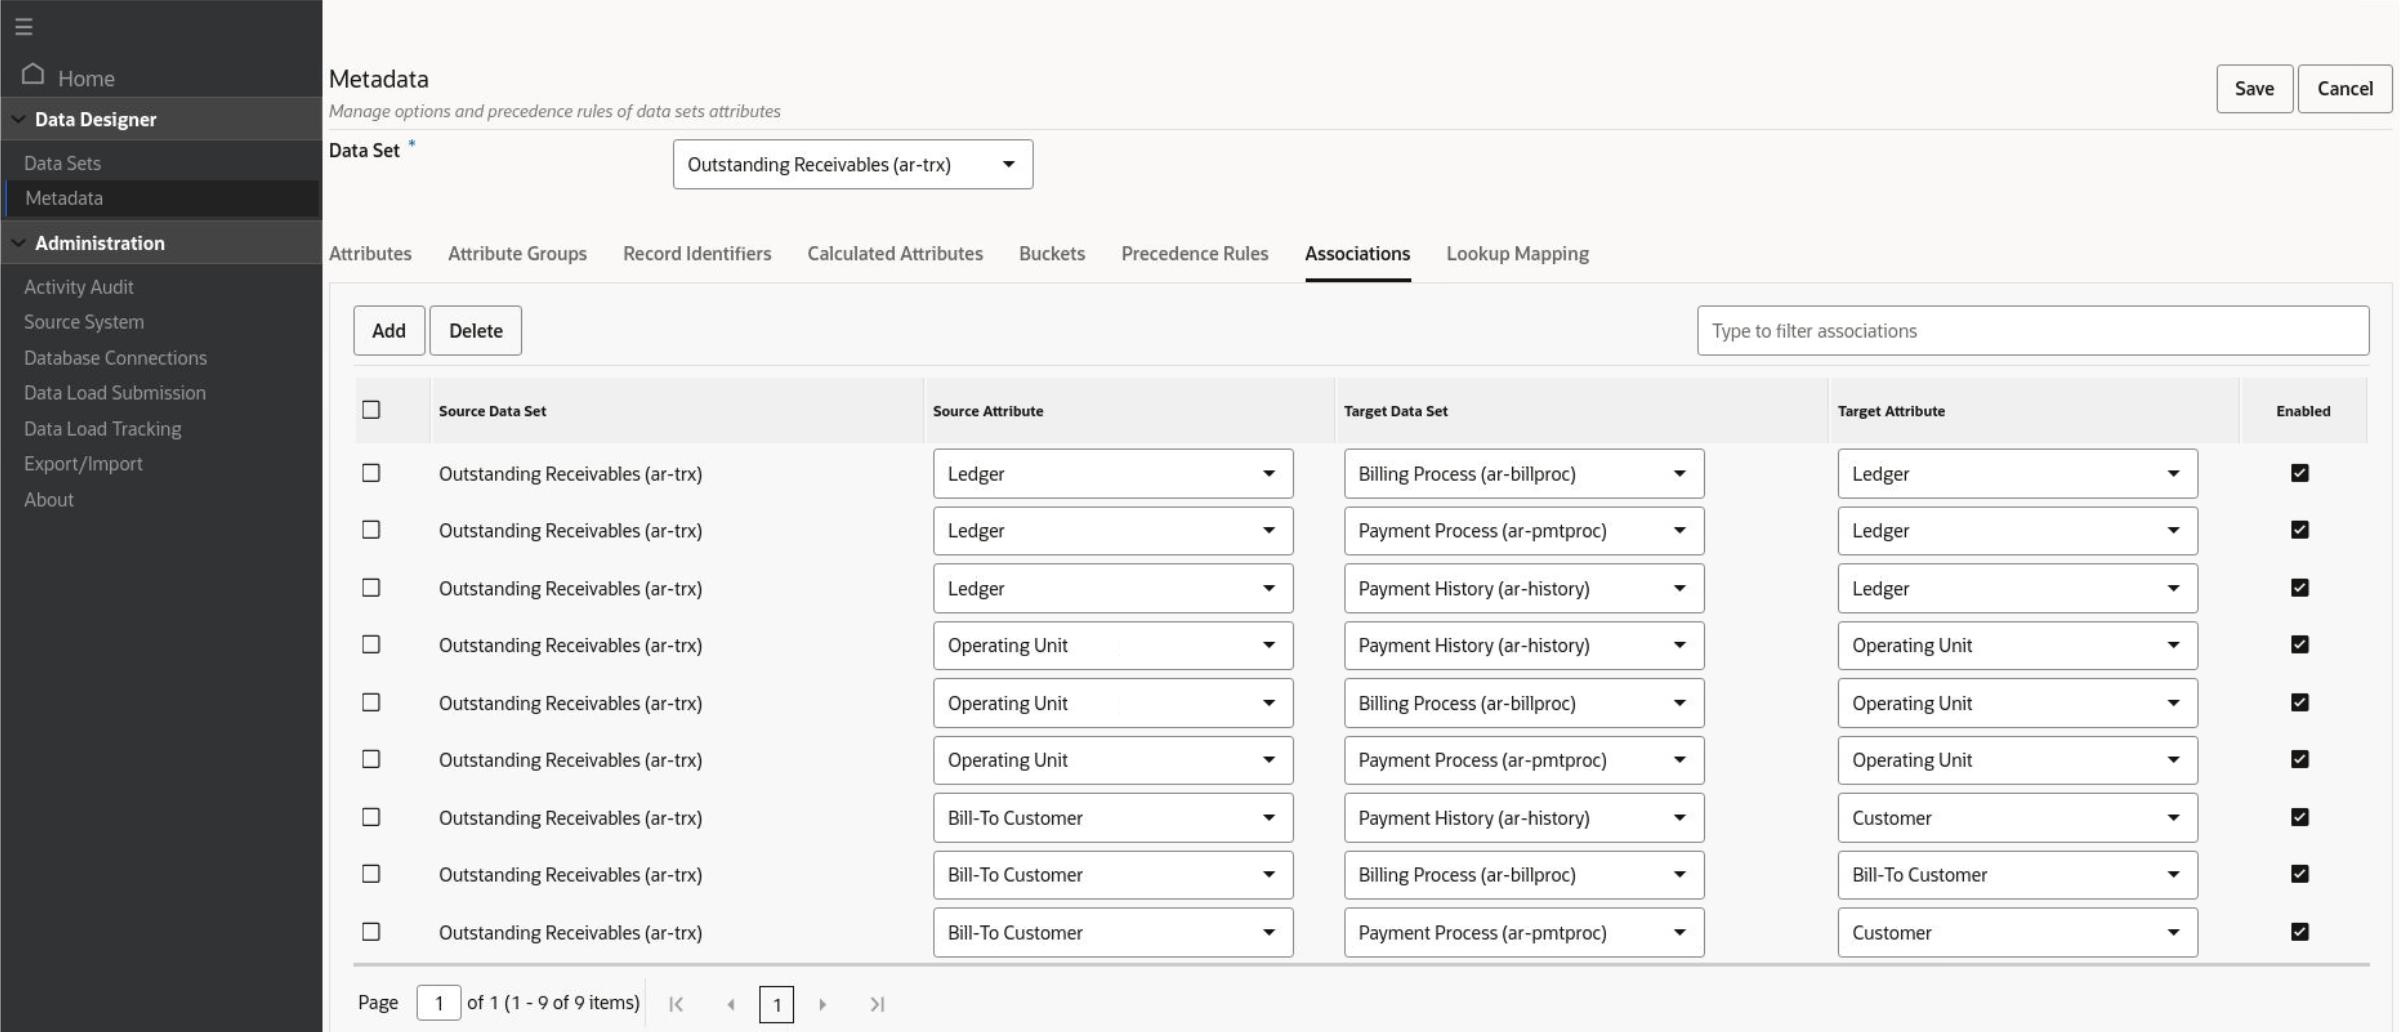 Home
Data Designer
Data Sets
Metadata
Administration
Activity Audit
Source System
Database Connections
Data Load Submission
Data Load Tracking
Export/Import
About
Metadata
Manage options and precedence rules of data sets attributes
Save Cancel
Data Set *
Outstanding Receivables (ar-trx)
Attributes Attribute Groups Record Identifiers Calculated Attributes Buckets Precedence Rules Associations Lookup Mapping
Add Delete
Type to filter associations
Source Data Set Source Attribute Target Data Set Target Attribute Enabled
Outstanding Receivables (ar-trx) Ledger Billing Process (ar-billproc) Ledger
Outstanding Receivables (ar-trx) Ledger Payment Process (ar-pmtproc) Ledger
Outstanding Receivables (ar-trx) Ledger Payment History (ar-history) Ledger
Outstanding Receivables (ar-trx) Operating Unit Payment History (ar-history) Operating Unit
Outstanding Receivables (ar-trx) Operating Unit Billing Process (ar-billproc) Operating Unit
Outstanding Receivables (ar-trx) Operating Unit Payment Process (ar-pmtproc) Operating Unit
Outstanding Receivables (ar-trx) Bill-To Customer Payment History (ar-history) Customer
Outstanding Receivables (ar-trx) Bill-To Customer Billing Process (ar-billproc) Bill-To Customer
Outstanding Receivables (ar-trx) Bill-To Customer Payment Process (ar-pmtproc) Customer
Page 1 of 1 (1 - 9 of 9 items) 1